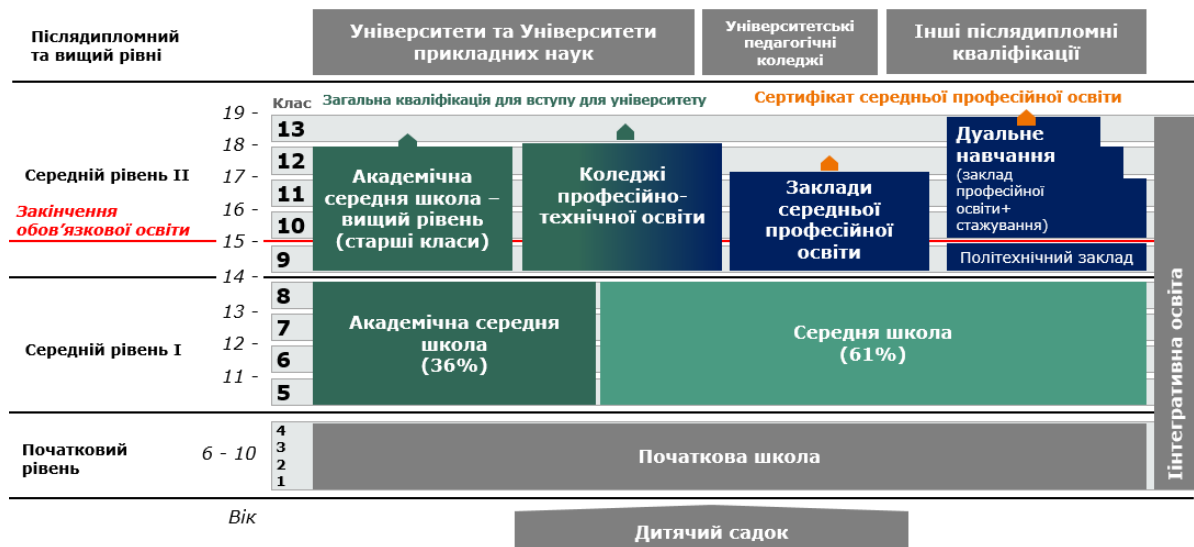 Післядипломний
та вищий рівні
Університети та Університети
прикладних наук
Університетські
педагогічні
коледжі
Інші післядипломні
кваліфікації
19 -
Клас
Загальна кваліфікація для вступу для університету
Сертифікат середньої професійної освіти
13
18 -
12
17 -
11
16 -
10
15 -
9
14 -
Середній рівень II
Закінчення
обов’язкової освіти
Академічна
середня школа –
вищий рівень
(старші класи)
Коледжі
професійно-
технічної освіти
Заклади
середньої
професійної
освіти
Дуальне
навчання
(заклад
професійної
освіти+
стажування)
Політехнічний заклад
8
13 -
7
12 -
6
11 -
5
Середній рівень I
Академічна середня
школа
(36%)
Середня школа
(61%)
Іінтегративна освіта
Початковий
рівень
6 - 10
4
3
2
1
Початкова школа
Вік
Дитячий садок